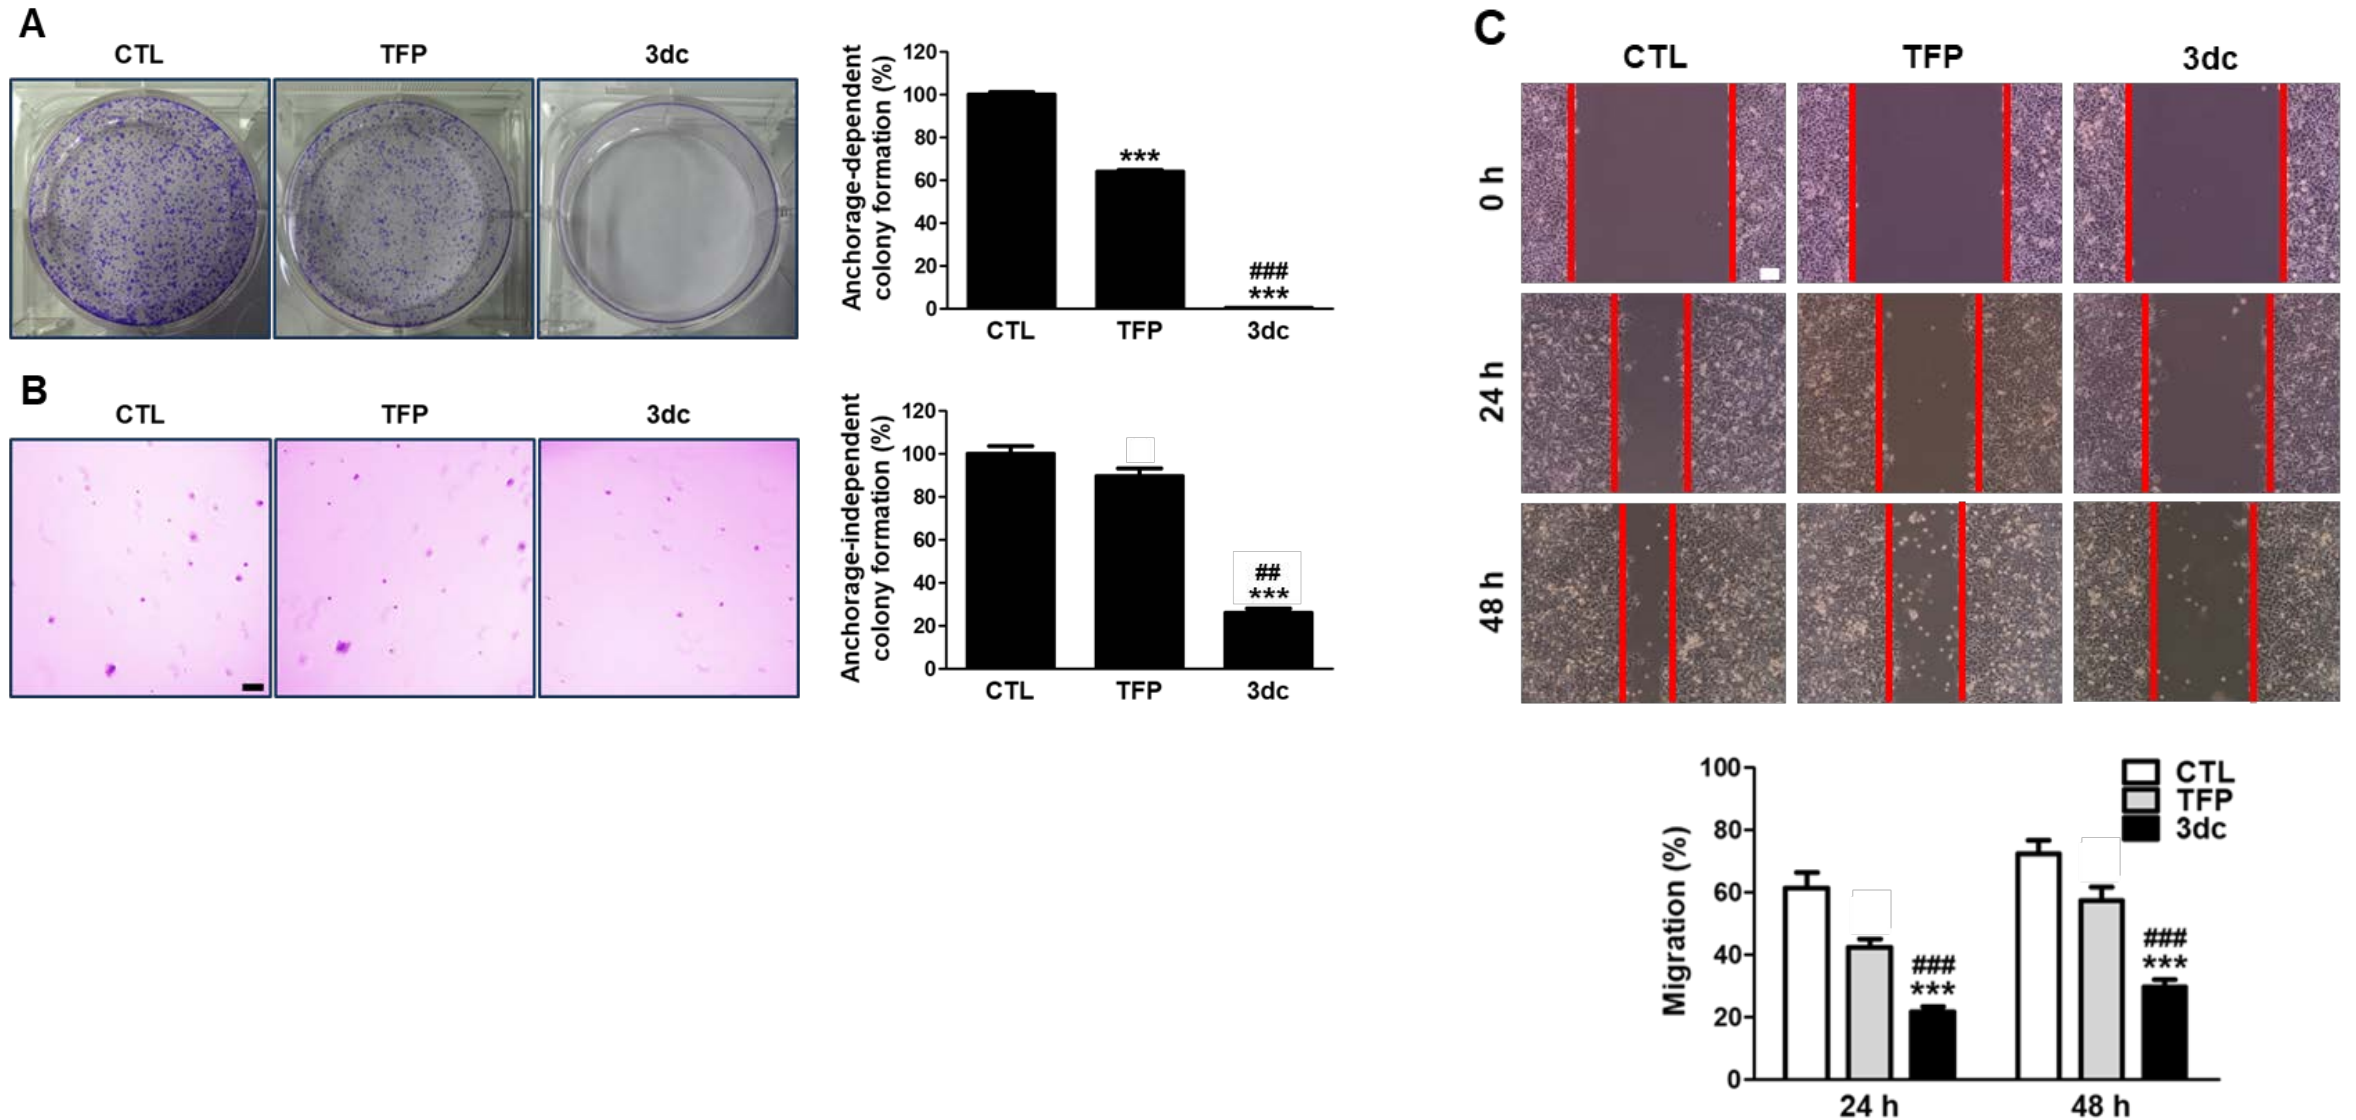 A
CTL TFP 3dc
Anchorage-dependent
colony formation (%)
120
100
80
60
40
20
0
***
###
***
CTL TFP 3dc
B
CTL TFP 3dc
Anchorage-independent
colony formation (%)
120
100
80
60
40
20
0
##
***
CTL TFP 3dc
C
CTL TFP 3dc
0 h
24 h
48 h
Migration (%)
100
80
60
40
20
0
CTL
TFP
3dc
###
***
###
***
24 h 48 h